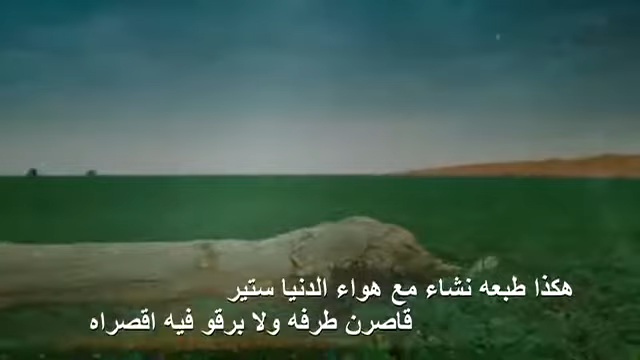 هكذا طبعه نشاء مع هواء الدنيا ستير
قاصرن طرفه ولا برقو فيه اقصراه